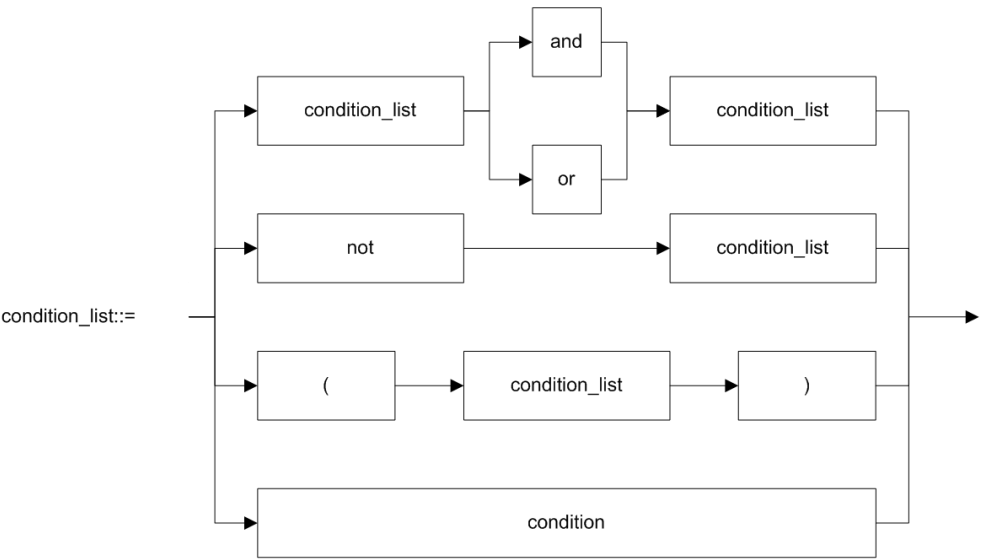 and
condition_list
condition_list
or
not
condition_list
condition_list::=
(
condition_list
)
condition